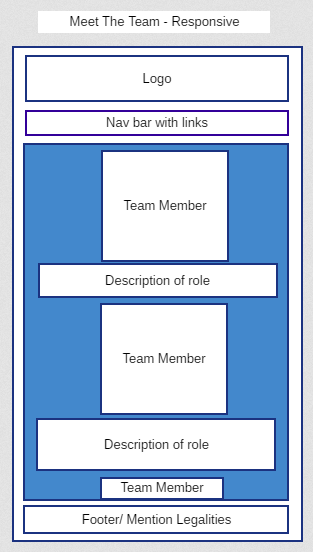 Meet The Team - Responsive
Logo
Nav bar with links
Team Member
Description of role
Team Member
Description of role
Team Member
Footer/ Mention Legalities